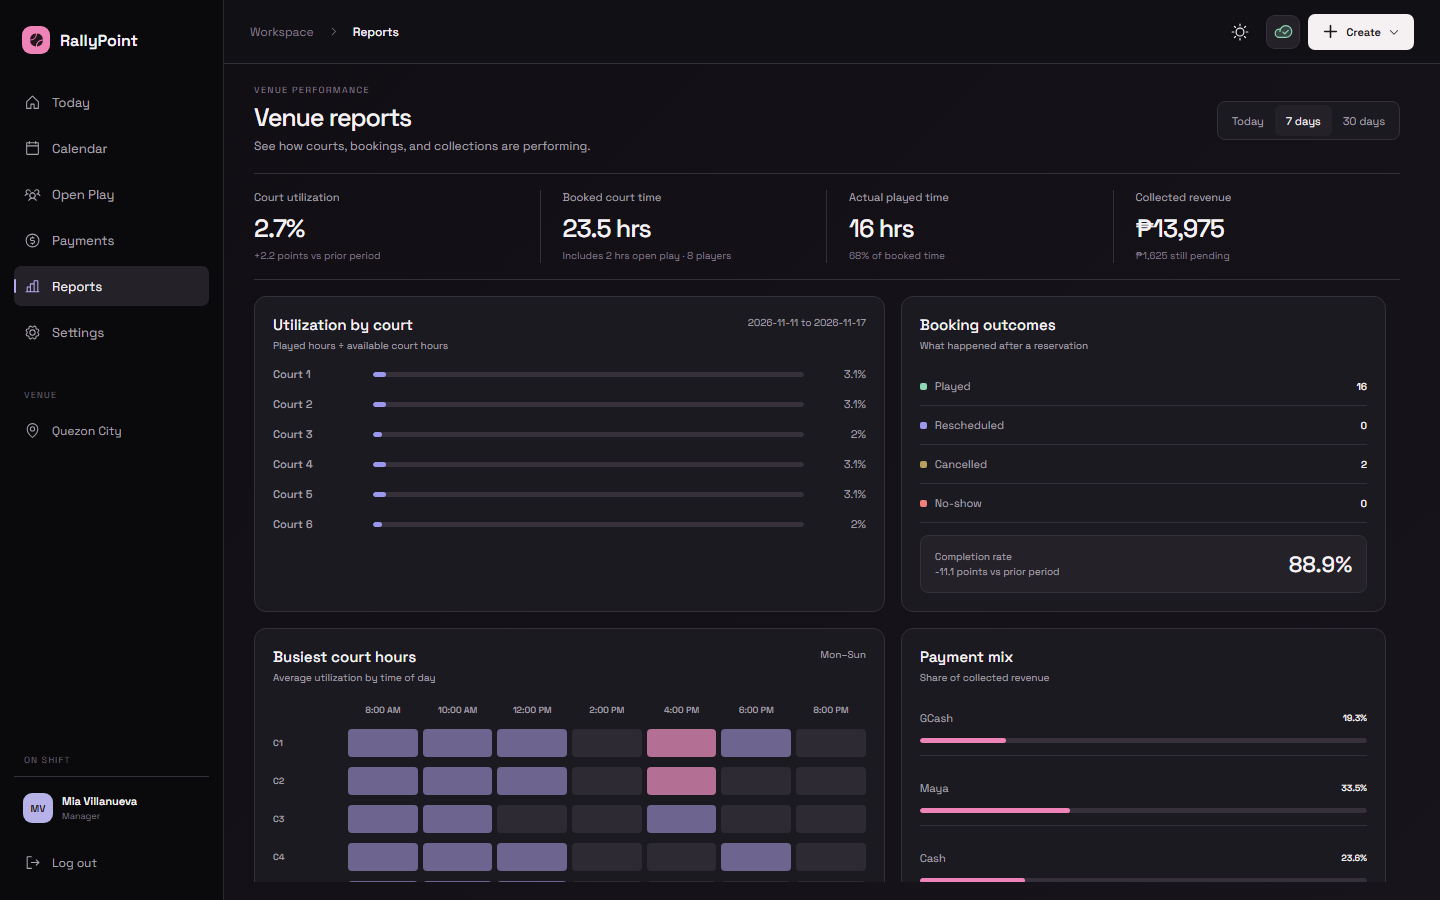 RallyPoint
Today
Calendar
Open Play
Payments
Reports
Settings
VENUE
Quezon City
ON SHIFT
MV
Mia Villanueva
Manager
Log out
Workspace
Reports
Create
VENUE PERFORMANCE
Venue reports
See how courts, bookings, and collections are performing.
Today
7 days
30 days
Court utilization
2.7%
+2.2 points vs prior period
Booked court time
23.5 hrs
Includes 2 hrs open play · 8 players
Actual played time
16 hrs
68% of booked time
Collected revenue
₱13,975
₱1,625 still pending
Utilization by court
2026-11-11 to 2026-11-17
Played hours ÷ available court hours
Court 1 3.1%
Court 2 3.1%
Court 3 2%
Court 4 3.1%
Court 5 3.1%
Court 6 2%
Booking outcomes
What happened after a reservation
Played 16
Rescheduled 0
Cancelled 2
No-show 0
Completion rate
-11.1 points vs prior period
88.9%
Busiest court hours
Mon–Sun
Average utilization by time of day
8:00 AM 10:00 AM 12:00 PM 2:00 PM 4:00 PM 6:00 PM 8:00 PM
C1
C2
C3
C4
Payment mix
Share of collected revenue
GCash 19.3%
Maya 33.5%
Cash 23.6%